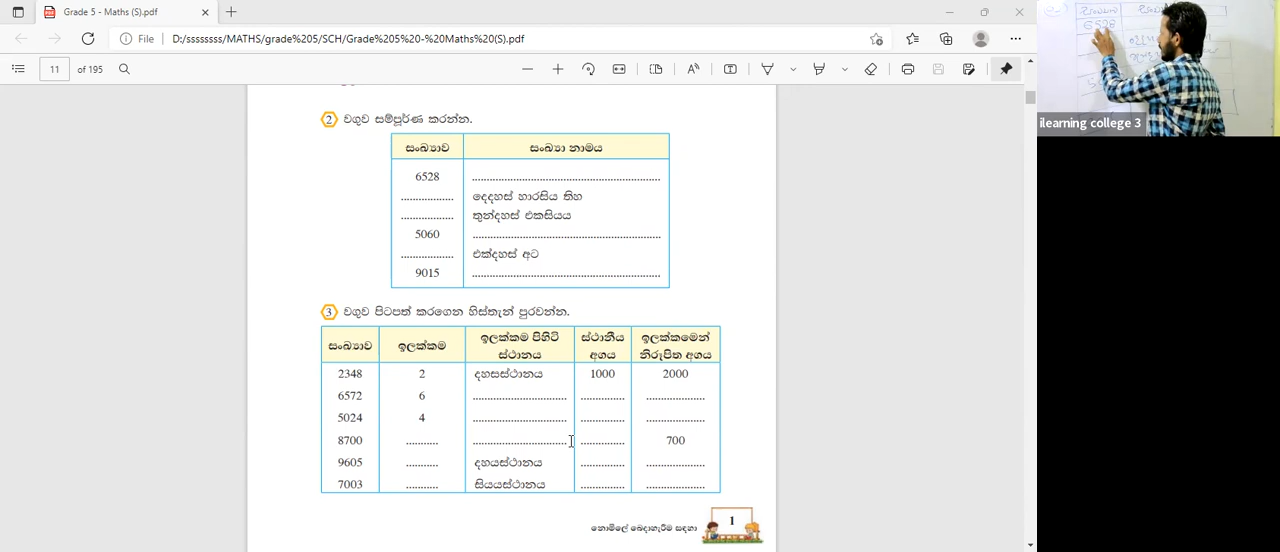 Grade 5 - Maths (S).pdf
File D:/ssssssss/MATHS/grade%205/SCH/Grade%205%20-%20Maths%20(S).pdf
11 of 195
ilearning college 3
6528
2 වගුව සම්පූර්ණ කරන්න.
සංඛ්‍යාව සංඛ්‍යා නාමය
6528 ..........
.......... දෙදහස් හාරසිය තිහ
.......... තුන්දහස් එකසියය
5060 ..........
.......... එක්දහස් අට
9015 ..........
3 වගුව පිටපත් කරගෙන හිස්තැන් පුරවන්න.
සංඛ්‍යාව ඉලක්කම ඉලක්කම පිහිටි ස්ථානය ස්ථානීය අගය ඉලක්කමෙන් නිරූපිත අගය
2348 2 දහසස්ථානය 1000 2000
6572 6 .......... .......... ..........
5024 4 .......... .......... ..........
8700 .......... .......... .......... 700
9605 .......... දහයස්ථානය .......... ..........
7003 .......... සියයස්ථානය .......... ..........
නොමිලේ බෙදාහැරීම සඳහා 1